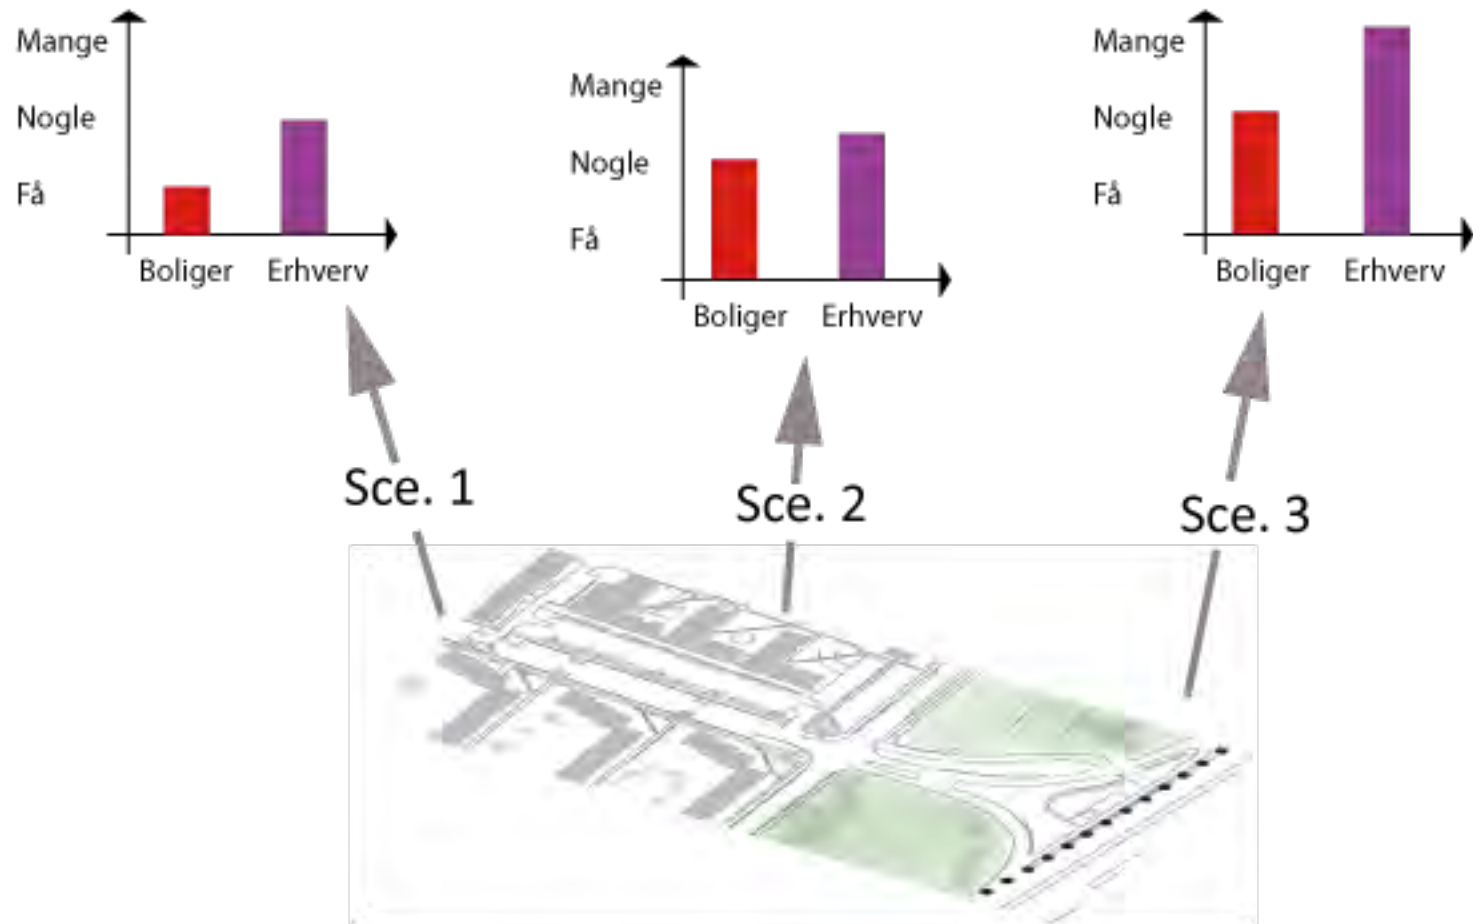 Mange
Nogle
Få
Boliger Erhverv
Mange
Nogle
Få
Boliger Erhverv
Mange
Nogle
Få
Boliger Erhverv
Sce. 1
Sce. 2
Sce. 3